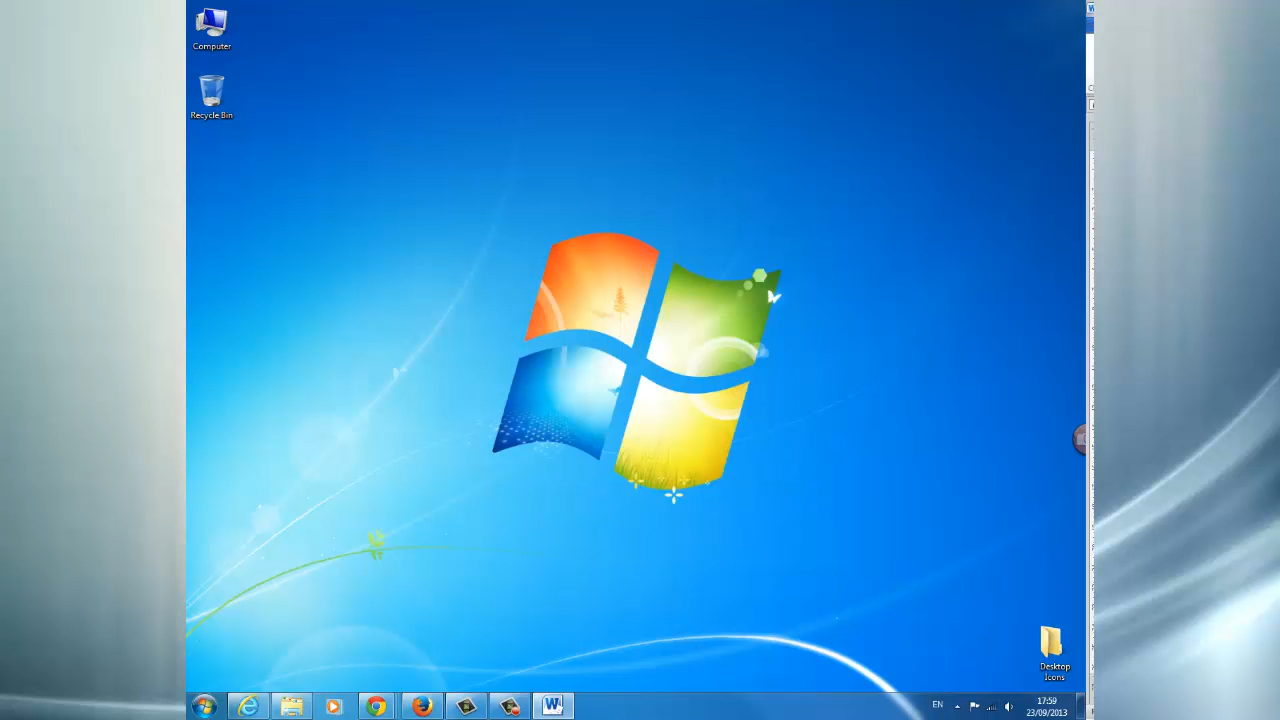 Computer
Recycle Bin
Desktop
Icons
EN
17:59
23/09/2013